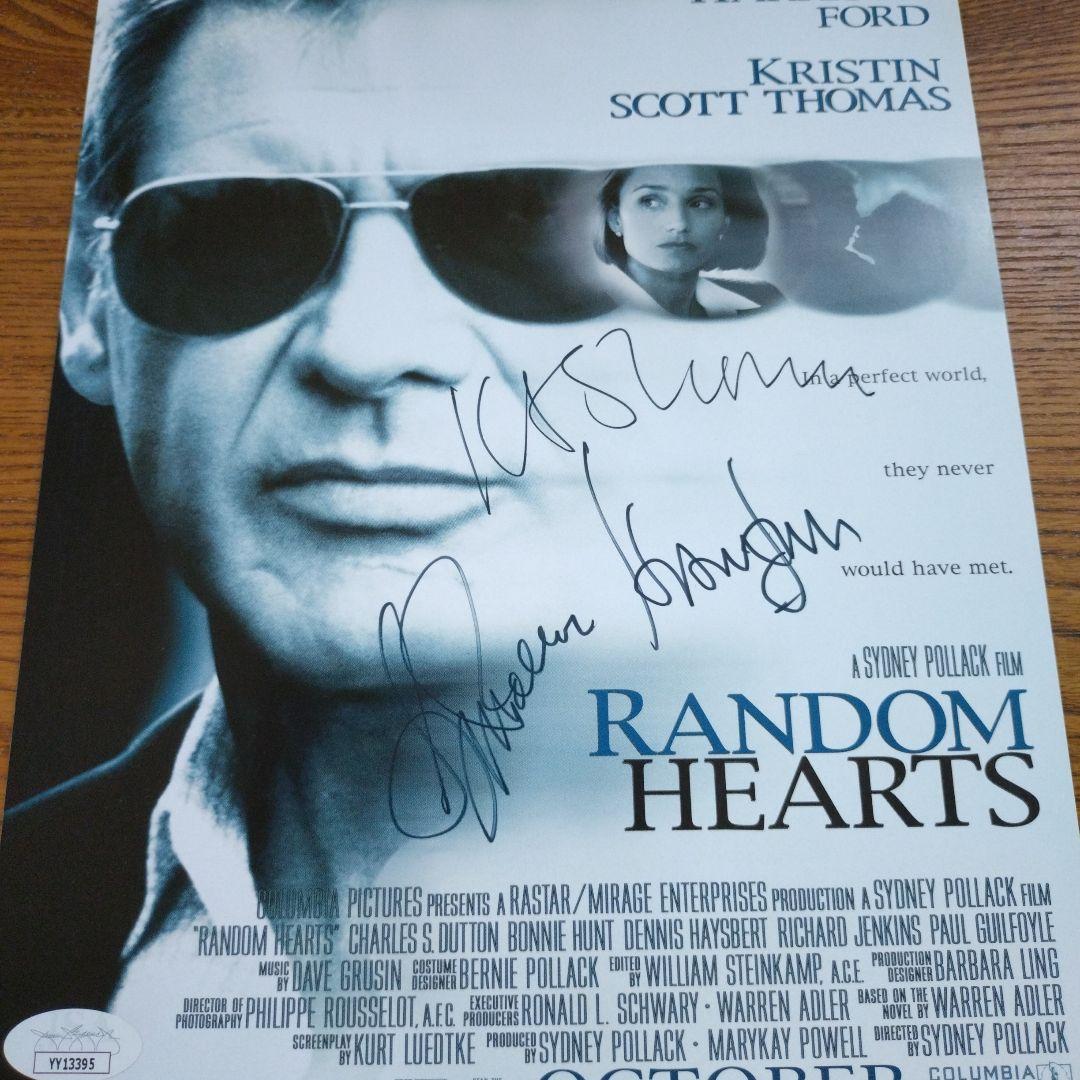 FORD
KRISTIN
SCOTT THOMAS
In a perfect world,
they never
would have met.
A SYDNEY POLLACK FILM
RANDOM
HEARTS
COLUMBIA PICTURES PRESENTS A RASTAR/MIRAGE ENTERPRISES PRODUCTION A SYDNEY POLLACK FILM
"RANDOM HEARTS" CHARLES S. DUTTON BONNIE HUNT DENNIS HAYSBERT RICHARD JENKINS PAUL GUILFOYLE
MUSIC BY DAVE GRUSIN COSTUME DESIGNER BERNIE POLLACK EDITED BY WILLIAM STEINKAMP, A.C.E. PRODUCTION DESIGNER BARBARA LING
DIRECTOR OF PHOTOGRAPHY PHILIPPE ROUSSELOT, A.F.C. EXECUTIVE PRODUCERS RONALD L. SCHWARY · WARREN ADLER BASED ON THE NOVEL BY WARREN ADLER
SCREENPLAY BY KURT LUEDTKE PRODUCED BY SYDNEY POLLACK · MARYKAY POWELL DIRECTED BY SYDNEY POLLACK
YY13395
OCTOBER COLUMBIA